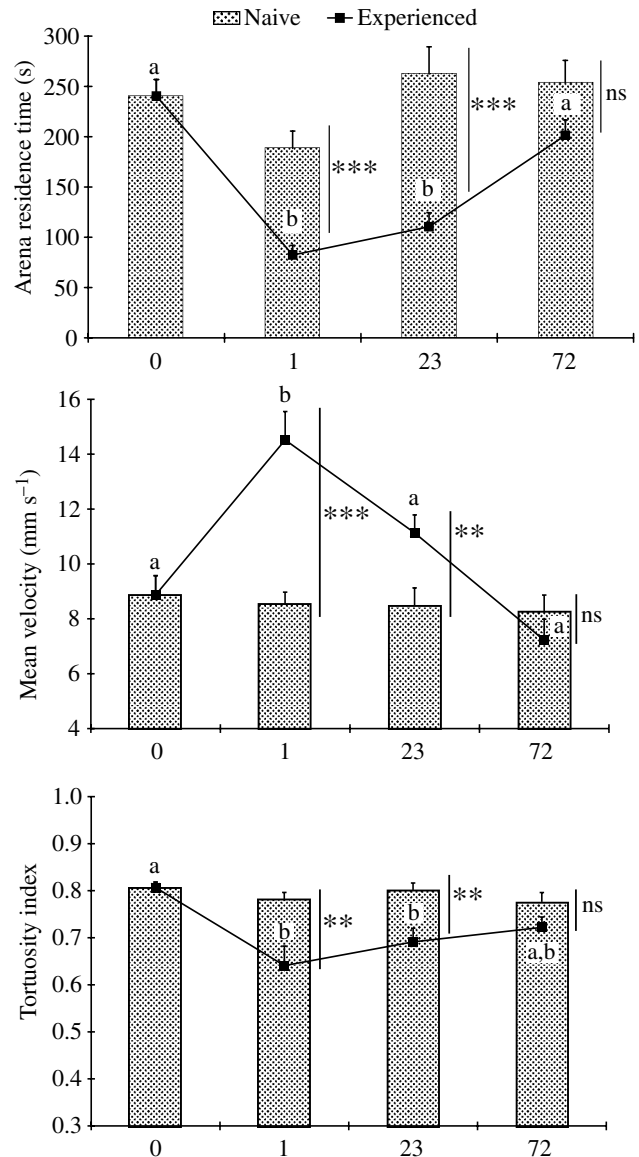 Naive Experienced
Arena residence time (s)
300
250
200
150
100
50
0
a
b
***
b
***
a
ns
0 1 23 72
Mean velocity (mm s−1)
16
14
12
10
8
6
4
a
b
***
a
**
a
ns
0 1 23 72
Tortuosity index
1.0
0.9
0.8
0.7
0.6
0.5
0.4
0.3
a
b
**
b
**
a,b
ns
0 1 23 72